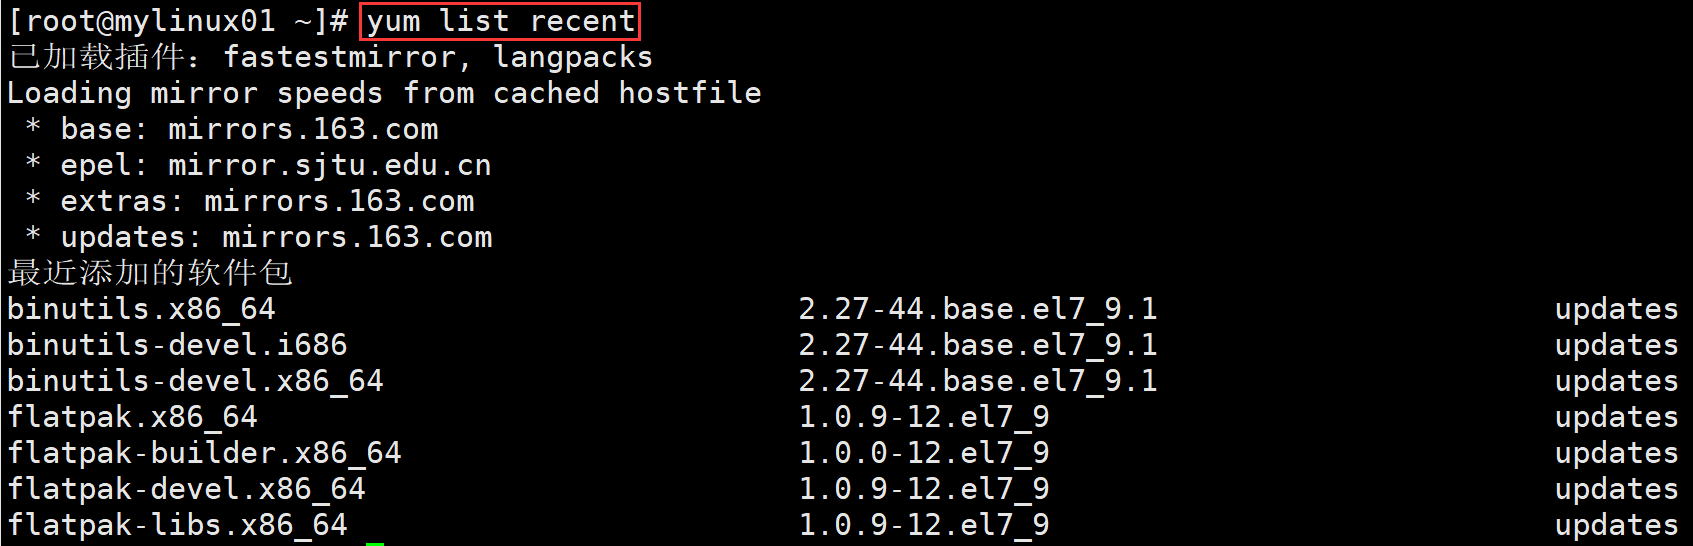 [root@mylinux01 ~]# yum list recent
已加载插件：fastestmirror, langpacks
Loading mirror speeds from cached hostfile
 * base: mirrors.163.com
 * epel: mirror.sjtu.edu.cn
 * extras: mirrors.163.com
 * updates: mirrors.163.com
最近添加的软件包
binutils.x86_64 2.27-44.base.el7_9.1 updates
binutils-devel.i686 2.27-44.base.el7_9.1 updates
binutils-devel.x86_64 2.27-44.base.el7_9.1 updates
flatpak.x86_64 1.0.9-12.el7_9 updates
flatpak-builder.x86_64 1.0.0-12.el7_9 updates
flatpak-devel.x86_64 1.0.9-12.el7_9 updates
flatpak-libs.x86_64 1.0.9-12.el7_9 updates